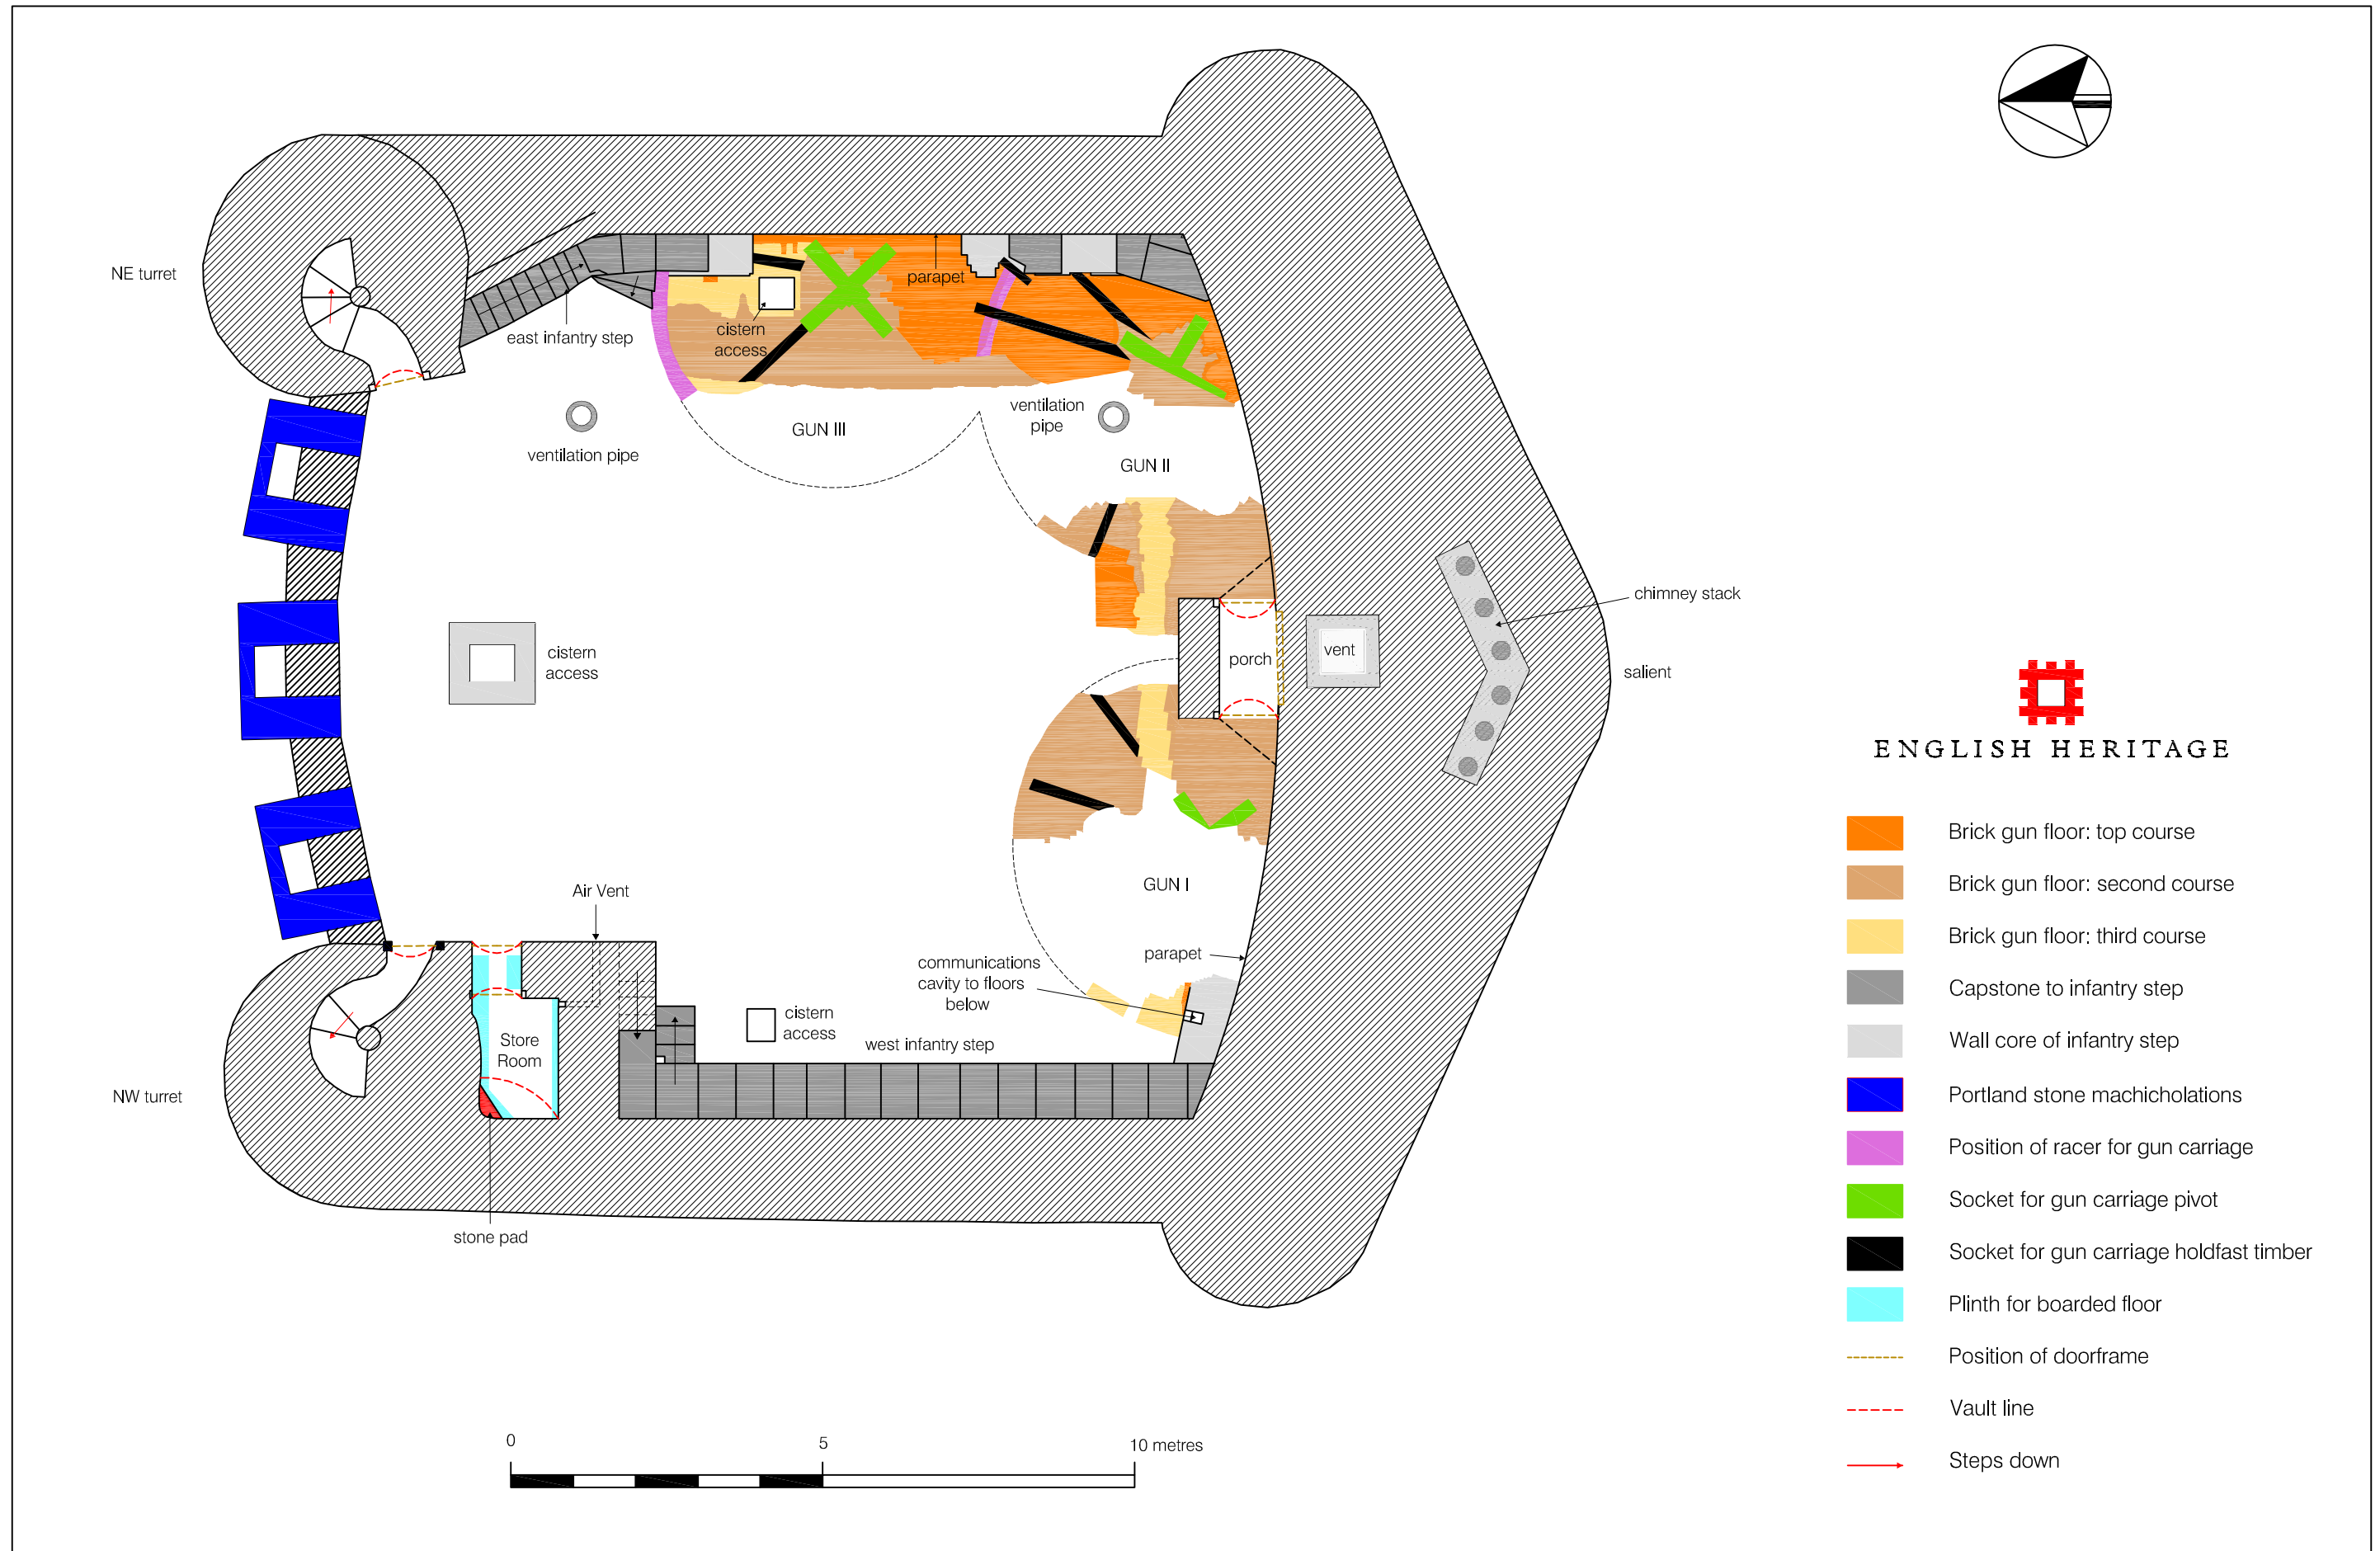 NE turret
east infantry step
cistern
access
parapet
ventilation pipe
GUN III
ventilation
pipe
GUN II
cistern
access
porch
vent
chimney stack
salient
Air Vent
GUN I
parapet
communications
cavity to floors
below
cistern
access
west infantry step
Store
Room
NW turret
stone pad
0
5
10 metres
ENGLISH HERITAGE
Brick gun floor: top course
Brick gun floor: second course
Brick gun floor: third course
Capstone to infantry step
Wall core of infantry step
Portland stone machicholations
Position of racer for gun carriage
Socket for gun carriage pivot
Socket for gun carriage holdfast timber
Plinth for boarded floor
Position of doorframe
Vault line
Steps down